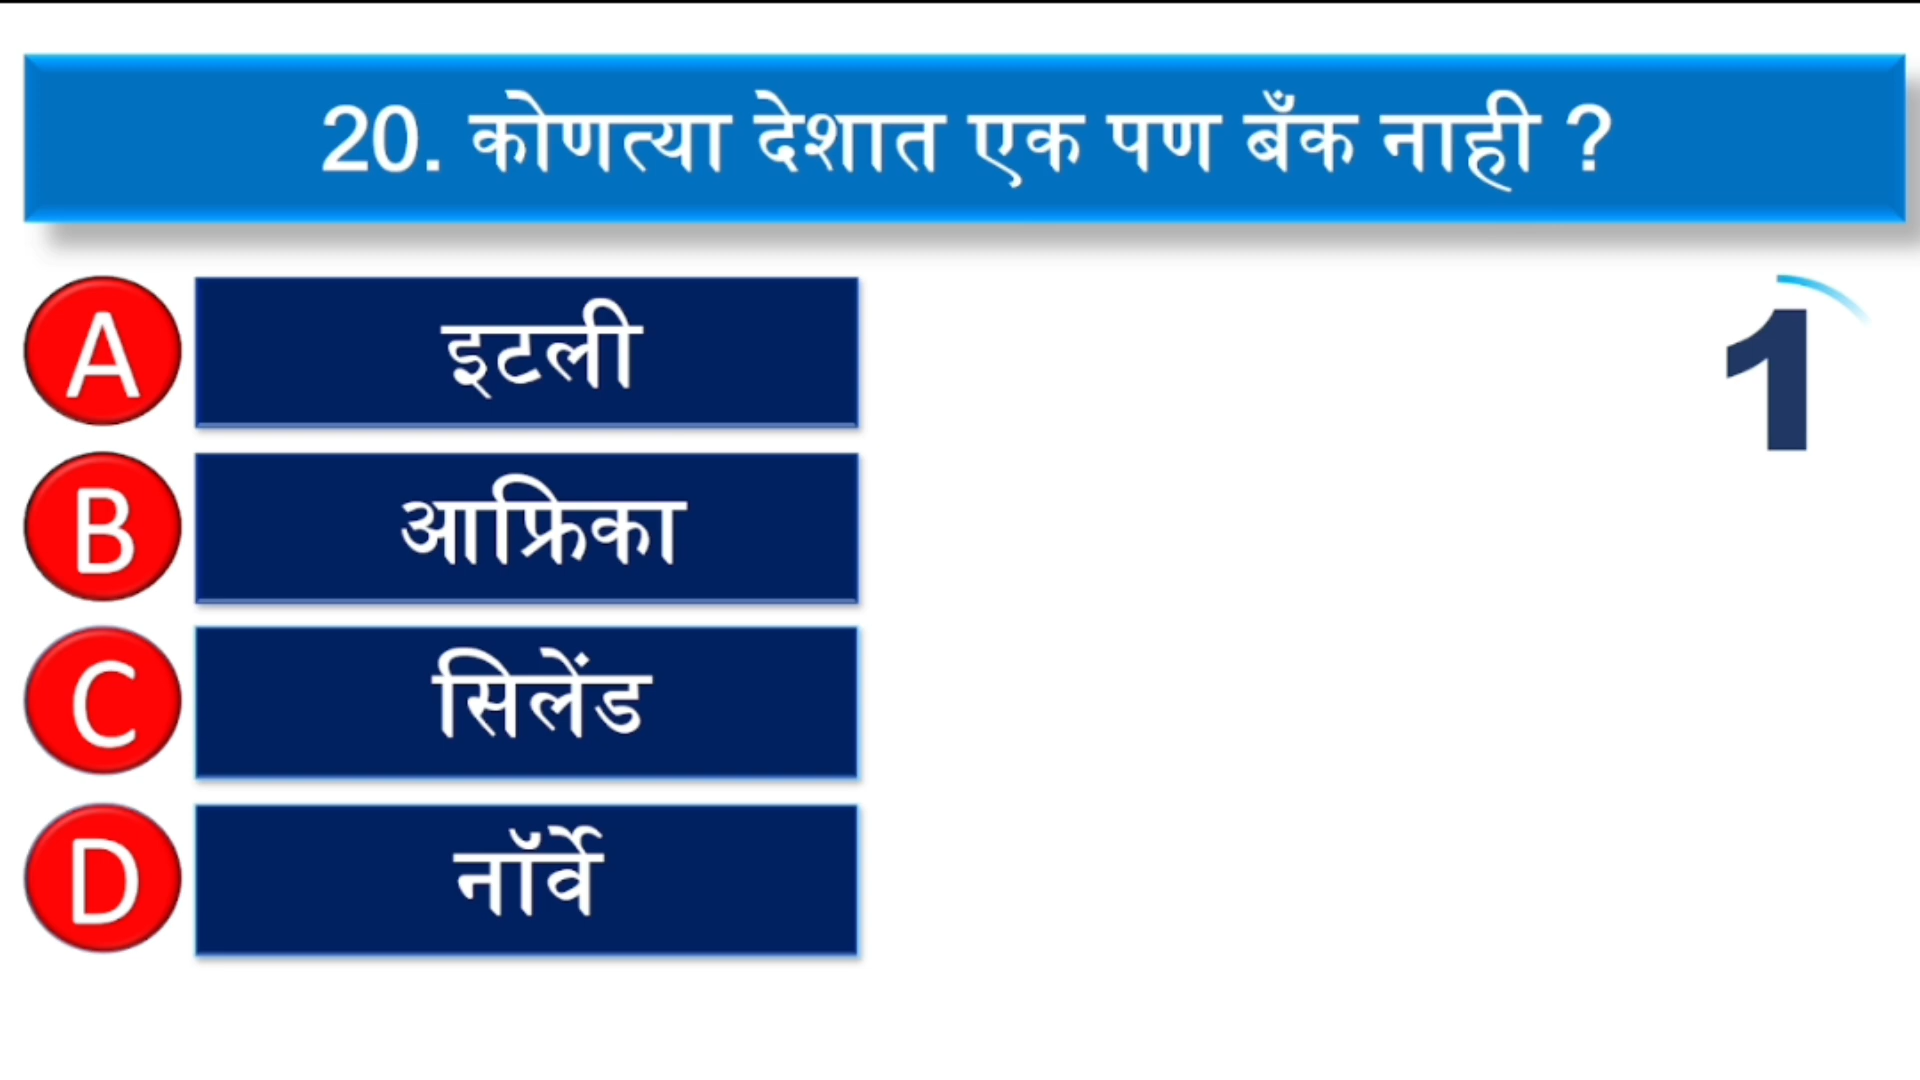 20. कोणत्या देशात एक पण बँक नाही ?
1
A इटली
B आफ्रिका
C सिलेंड
D नॉर्वे